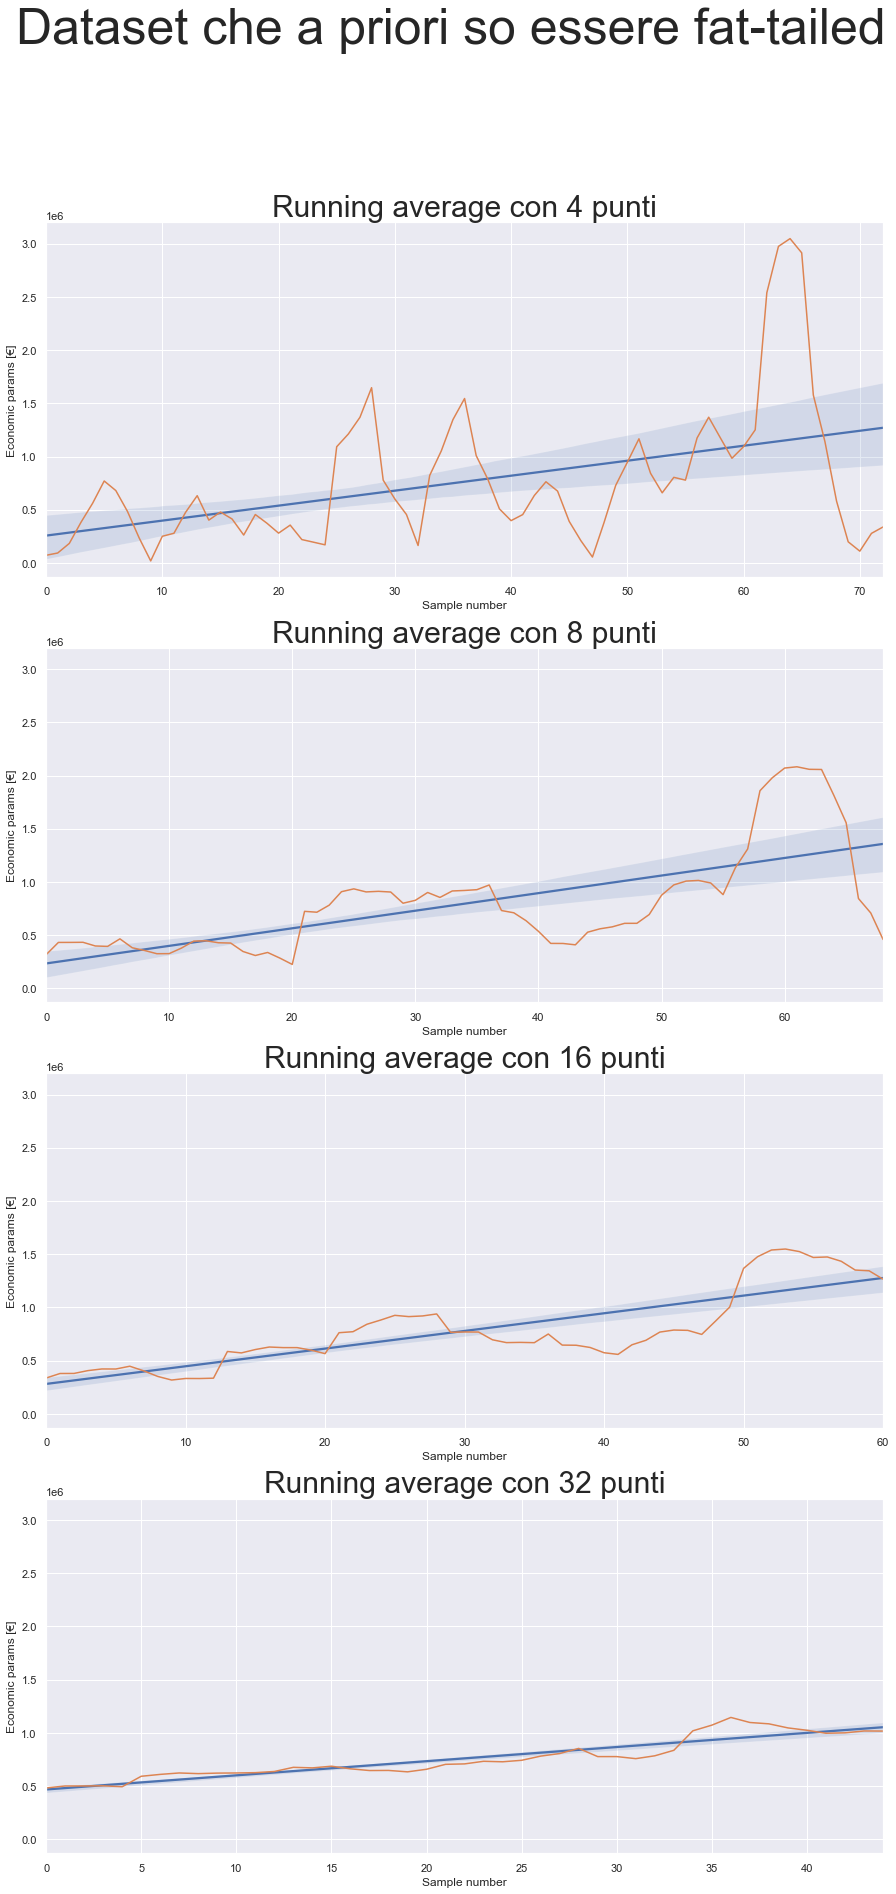 Dataset che a priori so essere fat-tailed
Running average con 4 punti
1e6
3.0
2.5
2.0
1.5
1.0
0.5
0.0
Economic params [€]
0 10 20 30 40 50 60 70
Sample number
Running average con 8 punti
1e6
3.0
2.5
2.0
1.5
1.0
0.5
0.0
Economic params [€]
0 10 20 30 40 50 60
Sample number
Running average con 16 punti
1e6
3.0
2.5
2.0
1.5
1.0
0.5
0.0
Economic params [€]
0 10 20 30 40 50 60
Sample number
Running average con 32 punti
1e6
3.0
2.5
2.0
1.5
1.0
0.5
0.0
Economic params [€]
0 5 10 15 20 25 30 35 40
Sample number